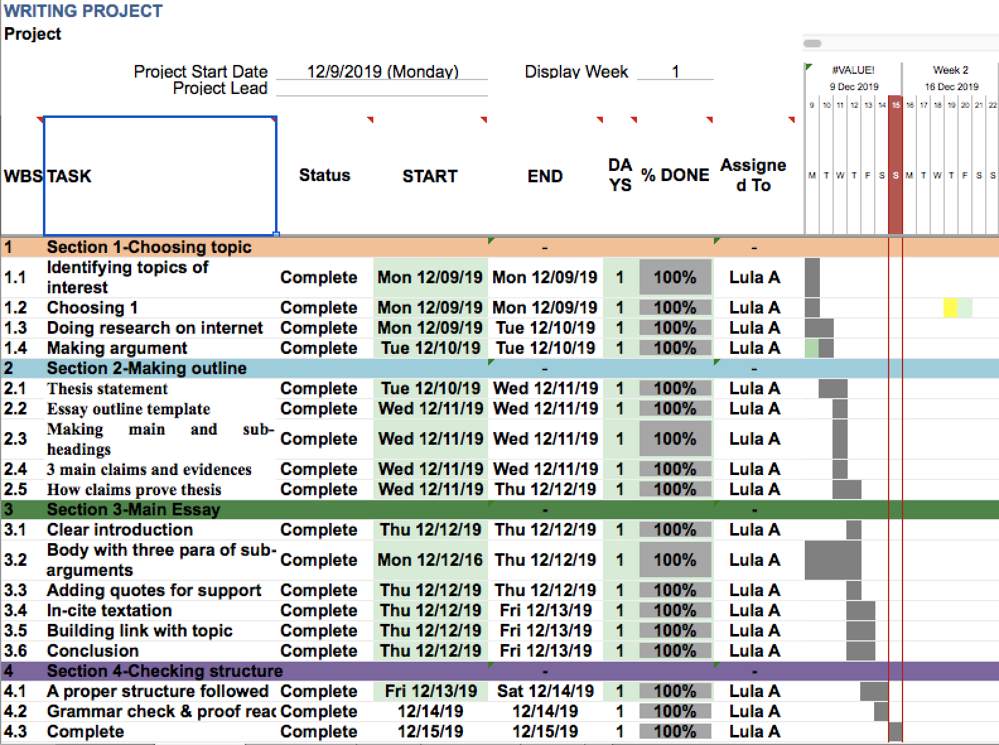 WRITING PROJECT
Project
Project Start Date 12/9/2019 (Monday) Display Week 1
Project Lead
#VALUE! Week 2
9 Dec 2019 16 Dec 2019
9 10 11 12 13 14 15 16 17 18 19 20 21 22
WBS TASK Status START END DA YS % DONE Assigne d To M T W T F S S M T W T F S S
1 Section 1-Choosing topic - -
1.1 Identifying topics of interest Complete Mon 12/09/19 Mon 12/09/19 1 100% Lula A
1.2 Choosing 1 Complete Mon 12/09/19 Mon 12/09/19 1 100% Lula A
1.3 Doing research on internet Complete Mon 12/09/19 Tue 12/10/19 1 100% Lula A
1.4 Making argument Complete Tue 12/10/19 Tue 12/10/19 1 100% Lula A
2 Section 2-Making outline - -
2.1 Thesis statement Complete Tue 12/10/19 Wed 12/11/19 1 100% Lula A
2.2 Essay outline template Complete Wed 12/11/19 Wed 12/11/19 1 100% Lula A
2.3 Making main and sub-headings Complete Wed 12/11/19 Wed 12/11/19 1 100% Lula A
2.4 3 main claims and evidences Complete Wed 12/11/19 Wed 12/11/19 1 100% Lula A
2.5 How claims prove thesis Complete Wed 12/11/19 Thu 12/12/19 1 100% Lula A
3 Section 3-Main Essay - -
3.1 Clear introduction Complete Thu 12/12/19 Thu 12/12/19 1 100% Lula A
3.2 Body with three para of sub-arguments Complete Mon 12/12/16 Thu 12/12/19 1 100% Lula A
3.3 Adding quotes for support Complete Thu 12/12/19 Thu 12/12/19 1 100% Lula A
3.4 In-cite textation Complete Thu 12/12/19 Fri 12/13/19 1 100% Lula A
3.5 Building link with topic Complete Thu 12/12/19 Fri 12/13/19 1 100% Lula A
3.6 Conclusion Complete Thu 12/12/19 Fri 12/13/19 1 100% Lula A
4 Section 4-Checking structure - -
4.1 A proper structure followed Complete Fri 12/13/19 Sat 12/14/19 1 100% Lula A
4.2 Grammar check & proof read Complete 12/14/19 12/14/19 1 100% Lula A
4.3 Complete Complete 12/15/19 12/15/19 1 100% Lula A